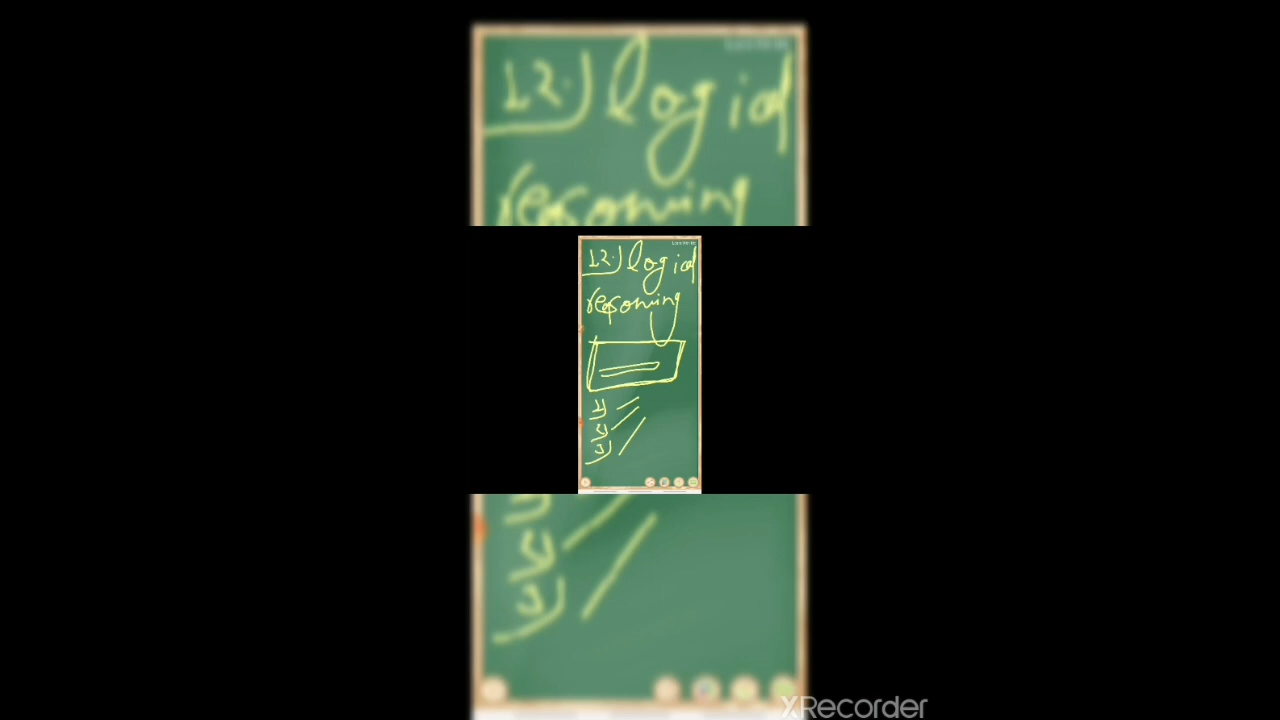 12.) logical
reasoning
1)
2)
3)
XRecorder